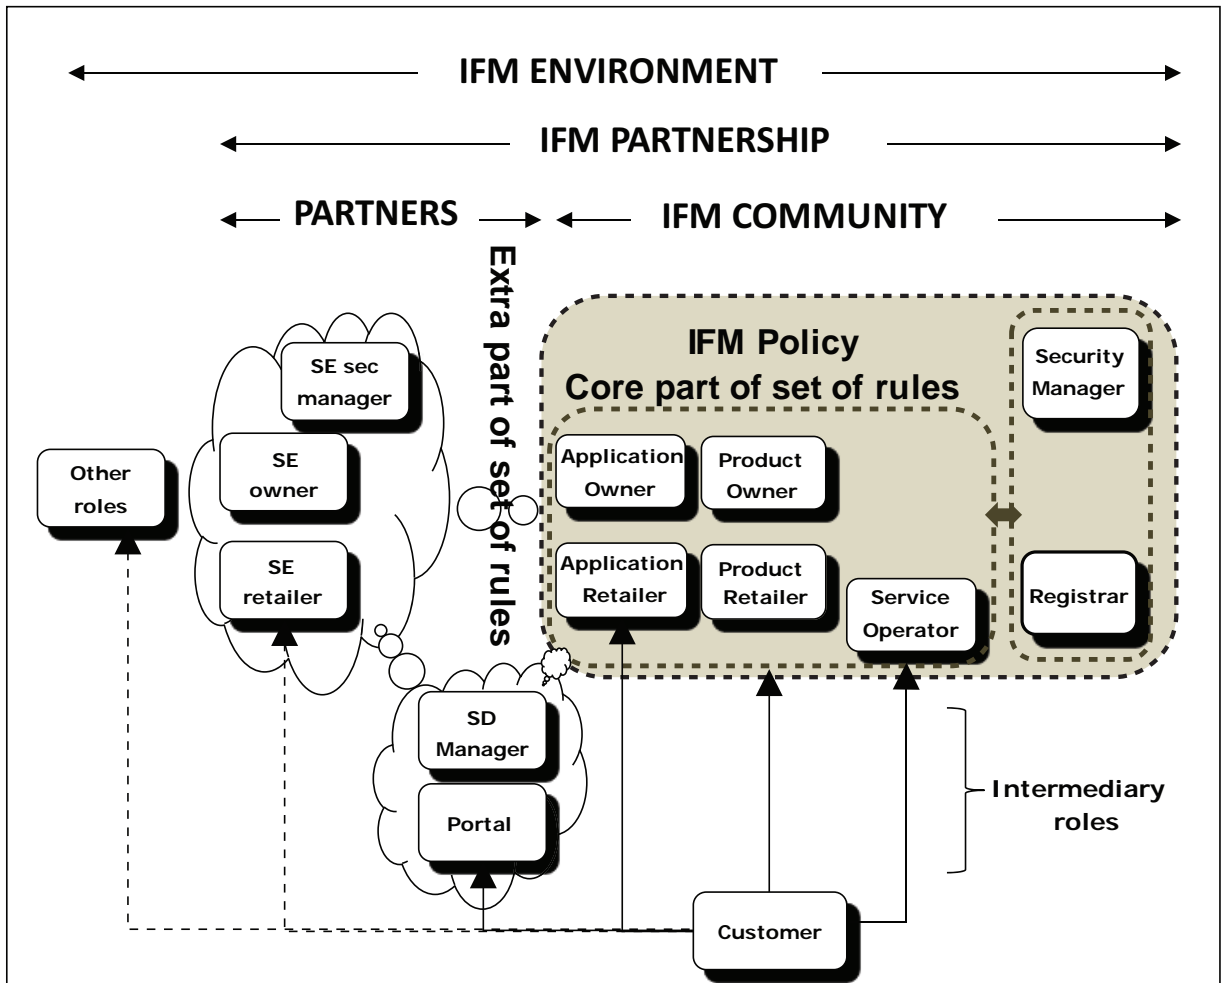 IFM ENVIRONMENT
IFM PARTNERSHIP
PARTNERS
IFM COMMUNITY
Extra part of set of rules
IFM Policy
Core part of set of rules
SE sec
manager
SE
owner
SE
retailer
Other
roles
Application
Owner
Product
Owner
Application
Retailer
Product
Retailer
Service
Operator
Security
Manager
Registrar
SD
Manager
Portal
Intermediary
roles
Customer